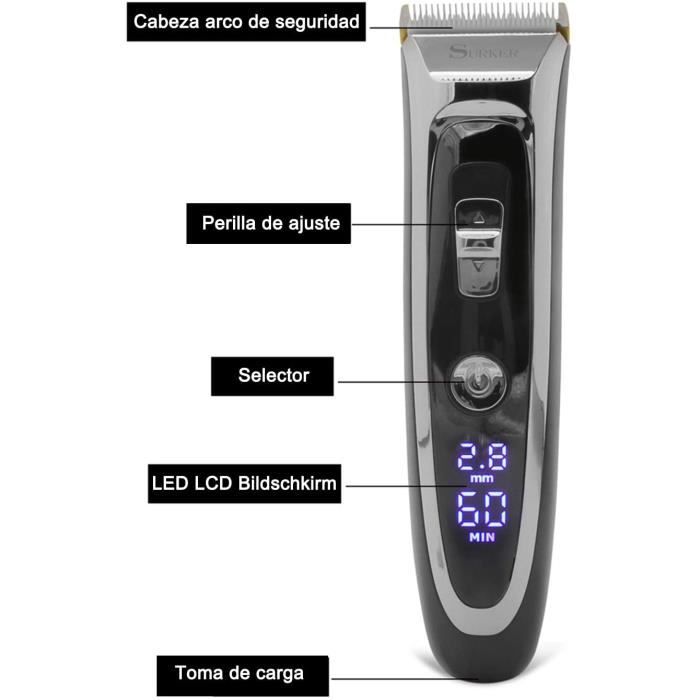 Cabeza arco de seguridad
SURKER
Perilla de ajuste
Selector
2.8
mm
LED LCD Bildschkirm
60
MIN
Toma de carga